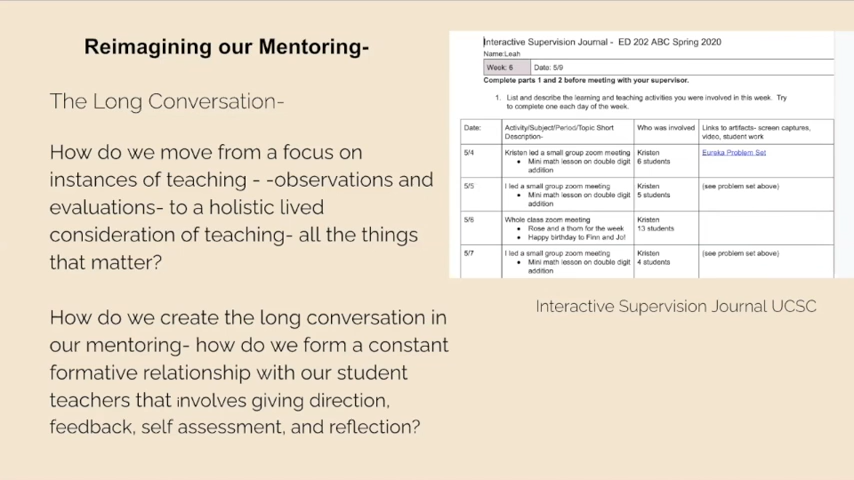 Reimagining our Mentoring-
The Long Conversation-
How do we move from a focus on
instances of teaching - -observations and
evaluations- to a holistic lived
consideration of teaching- all the things
that matter?
How do we create the long conversation in
our mentoring- how do we form a constant
formative relationship with our student
teachers that involves giving direction,
feedback, self assessment, and reflection?
Interactive Supervision Journal - ED 202 ABC Spring 2020
Name:Leah
Week: 6 Date: 5/9
Complete parts 1 and 2 before meeting with your supervisor.
1. List and describe the learning and teaching activities you were involved in this week. Try
to complete one each day of the week.
Date: Activity/Subject/Period/Topic Short Who was involved Links to artifacts- screen captures,
Description- video, student work
5/4 Kristen led a small group zoom meeting Kristen Eureka Problem Set
• Mini math lesson on double digit 6 students
addition
5/5 I led a small group zoom meeting Kristen (see problem set above)
• Mini math lesson on double digit 5 students
addition
5/6 Whole class zoom meeting Kristen
• Rose and a thorn for the week 13 students
• Happy birthday to Finn and Jo!
5/7 I led a small group zoom meeting Kristen (see problem set above)
• Mini math lesson on double digit 4 students
addition
Interactive Supervision Journal UCSC